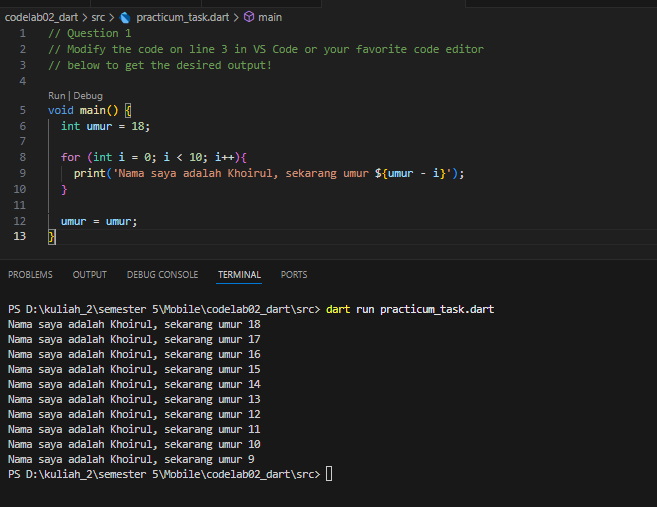 codelab02_dart > src > practicum_task.dart > main
1 // Question 1
2 // Modify the code on line 3 in VS Code or your favorite code editor
3 // below to get the desired output!
4
Run | Debug
5 void main() {
6   int umur = 18;
7
8   for (int i = 0; i < 10; i++){
9     print('Nama saya adalah Khoirul, sekarang umur ${umur - i}');
10   }
11
12   umur = umur;
13 }
PROBLEMS OUTPUT DEBUG CONSOLE TERMINAL PORTS
PS D:\kuliah_2\semester 5\Mobile\codelab02_dart\src> dart run practicum_task.dart
Nama saya adalah Khoirul, sekarang umur 18
Nama saya adalah Khoirul, sekarang umur 17
Nama saya adalah Khoirul, sekarang umur 16
Nama saya adalah Khoirul, sekarang umur 15
Nama saya adalah Khoirul, sekarang umur 14
Nama saya adalah Khoirul, sekarang umur 13
Nama saya adalah Khoirul, sekarang umur 12
Nama saya adalah Khoirul, sekarang umur 11
Nama saya adalah Khoirul, sekarang umur 10
Nama saya adalah Khoirul, sekarang umur 9
PS D:\kuliah_2\semester 5\Mobile\codelab02_dart\src>